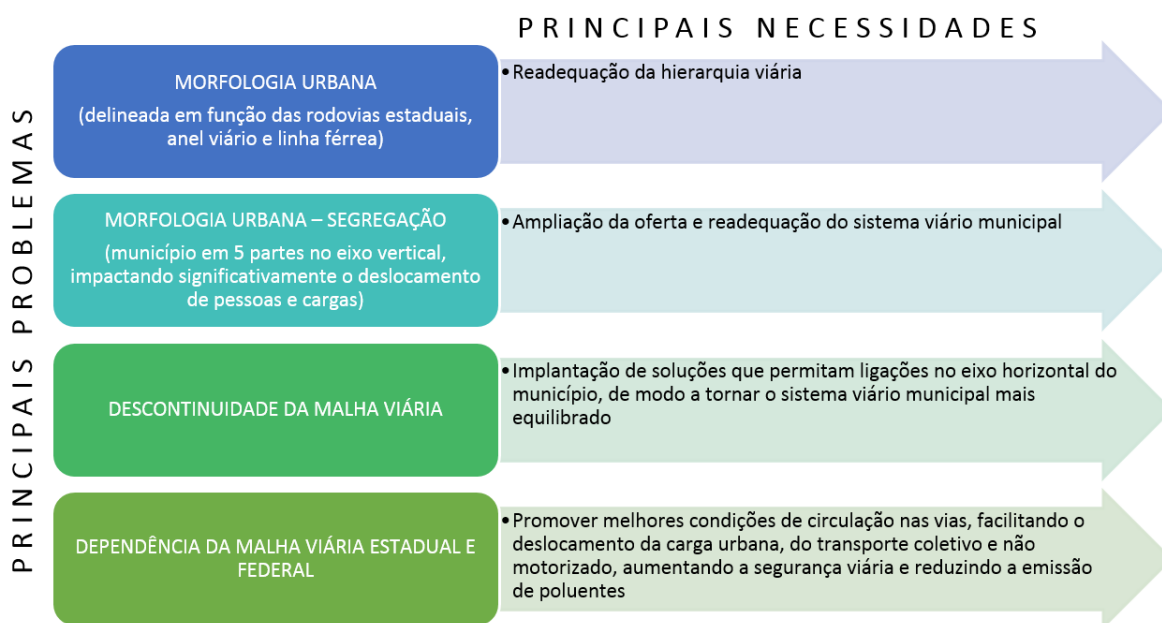 PRINCIPAIS NECESSIDADES
PRINCIPAIS PROBLEMAS
MORFOLOGIA URBANA
(delineada em função das rodovias estaduais,
anel viário e linha férrea)
•Readequação da hierarquia viária
MORFOLOGIA URBANA – SEGREGAÇÃO
(município em 5 partes no eixo vertical,
impactando significativamente o deslocamento
de pessoas e cargas)
•Ampliação da oferta e readequação do sistema viário municipal
DESCONTINUIDADE DA MALHA VIÁRIA
•Implantação de soluções que permitam ligações no eixo horizontal do
município, de modo a tornar o sistema viário municipal mais
equilibrado
DEPENDÊNCIA DA MALHA VIÁRIA ESTADUAL E
FEDERAL
•Promover melhores condições de circulação nas vias, facilitando o
deslocamento da carga urbana, do transporte coletivo e não
motorizado, aumentando a segurança viária e reduzindo a emissão
de poluentes